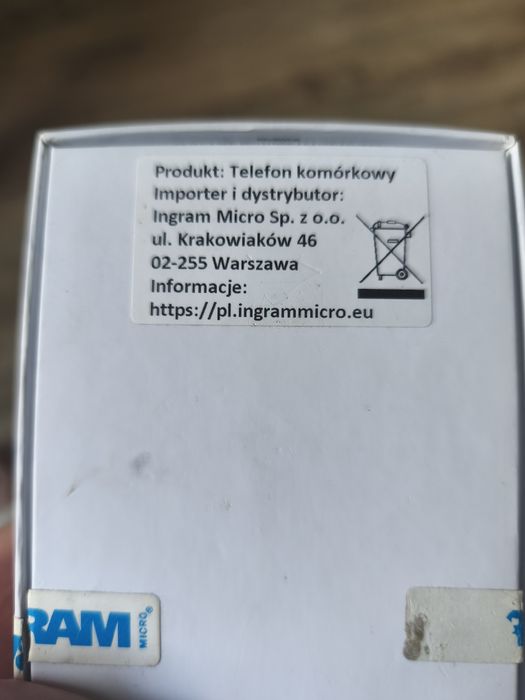 Produkt: Telefon komórkowy
Importer i dystrybutor:
Ingram Micro Sp. z o.o.
ul. Krakowiaków 46
02-255 Warszawa
Informacje:
https://pl.ingrammicro.eu
RAM MICRO®